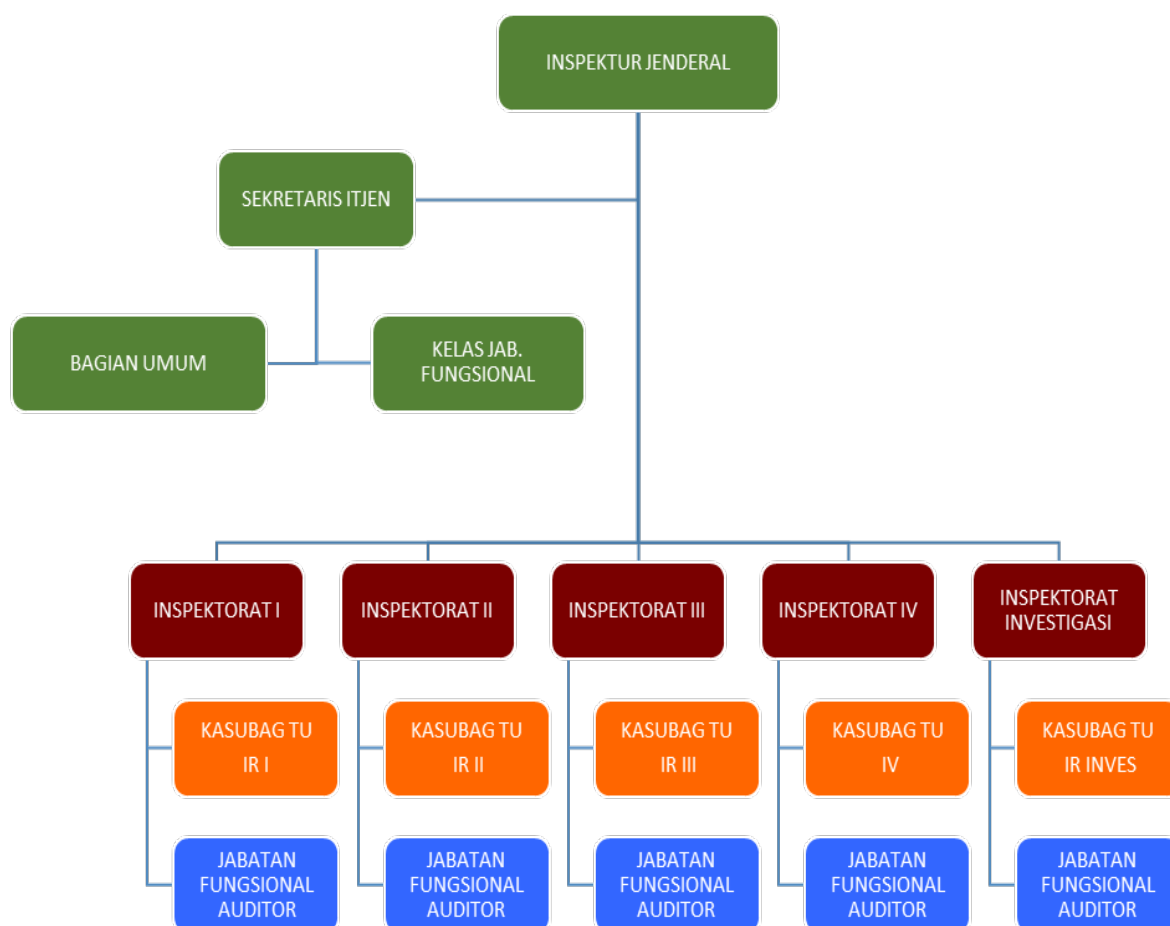 INSPEKTUR JENDERAL
SEKRETARIS ITJEN
BAGIAN UMUM
KELAS JAB.
FUNGSIONAL
INSPEKTORAT I
INSPEKTORAT II
INSPEKTORAT III
INSPEKTORAT IV
INSPEKTORAT
INVESTIGASI
KASUBAG TU
IR I
KASUBAG TU
IR II
KASUBAG TU
IR III
KASUBAG TU
IV
KASUBAG TU
IR INVES
JABATAN
FUNGSIONAL
AUDITOR
JABATAN
FUNGSIONAL
AUDITOR
JABATAN
FUNGSIONAL
AUDITOR
JABATAN
FUNGSIONAL
AUDITOR
JABATAN
FUNGSIONAL
AUDITOR